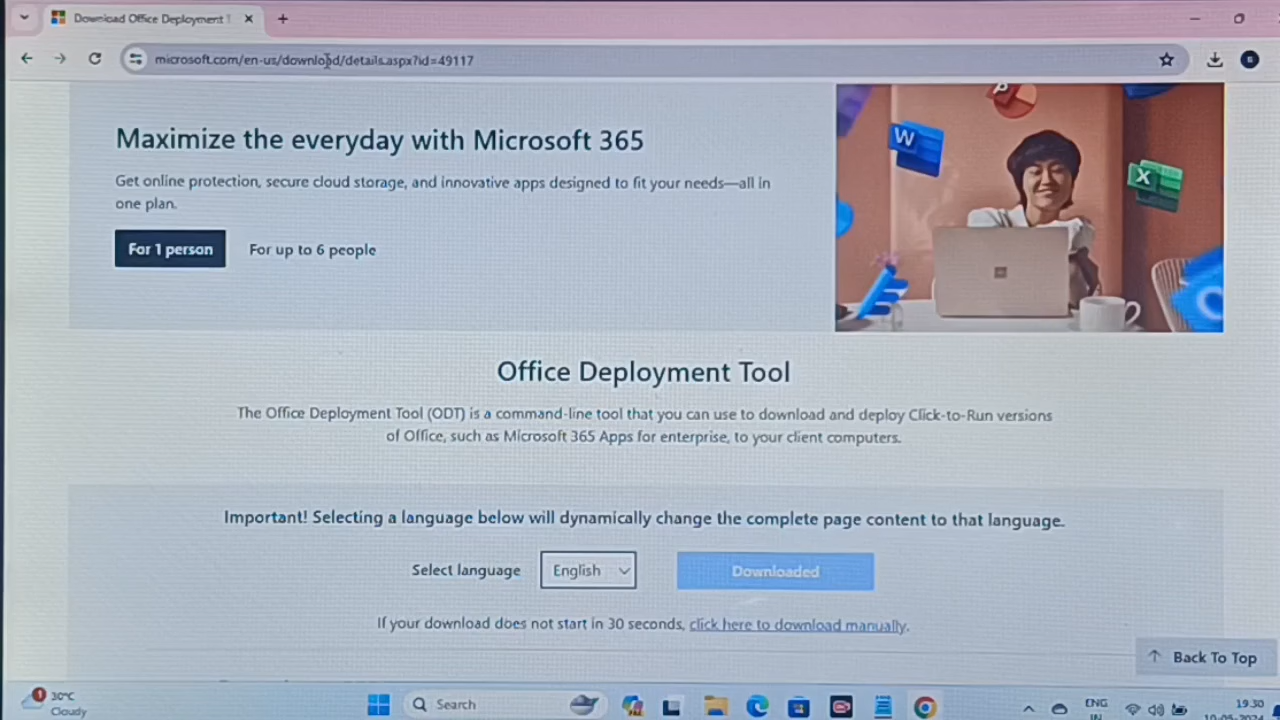 Download Office Deployment T
microsoft.com/en-us/download/details.aspx?id=49117
Maximize the everyday with Microsoft 365
Get online protection, secure cloud storage, and innovative apps designed to fit your needs—all in
one plan.
For 1 person
For up to 6 people
P
W
X
Office Deployment Tool
The Office Deployment Tool (ODT) is a command-line tool that you can use to download and deploy Click-to-Run versions
of Office, such as Microsoft 365 Apps for enterprise, to your client computers.
Important! Selecting a language below will dynamically change the complete page content to that language.
Select language
English
Downloaded
If your download does not start in 30 seconds, click here to download manually.
Back To Top
1
30°C
Cloudy
Search
ENG
IN
19:30
10-05-2024